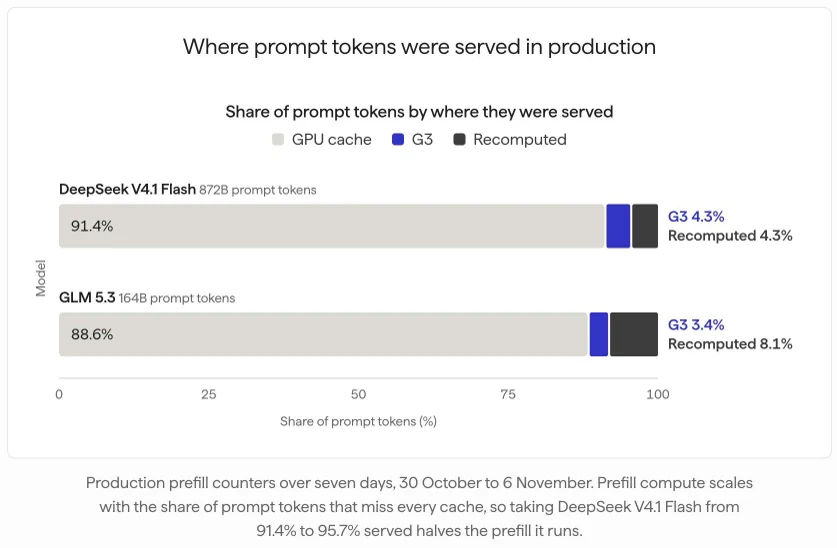 Where prompt tokens were served in production
Share of prompt tokens by where they were served
GPU cache G3 Recomputed
DeepSeek V4.1 Flash 872B prompt tokens
91.4%
G3 4.3%
Recomputed 4.3%
Model
GLM 5.3 164B prompt tokens
88.6%
G3 3.4%
Recomputed 8.1%
0 25 50 75 100
Share of prompt tokens (%)
Production prefill counters over seven days, 30 October to 6 November. Prefill compute scales
with the share of prompt tokens that miss every cache, so taking DeepSeek V4.1 Flash from
91.4% to 95.7% served halves the prefill it runs.